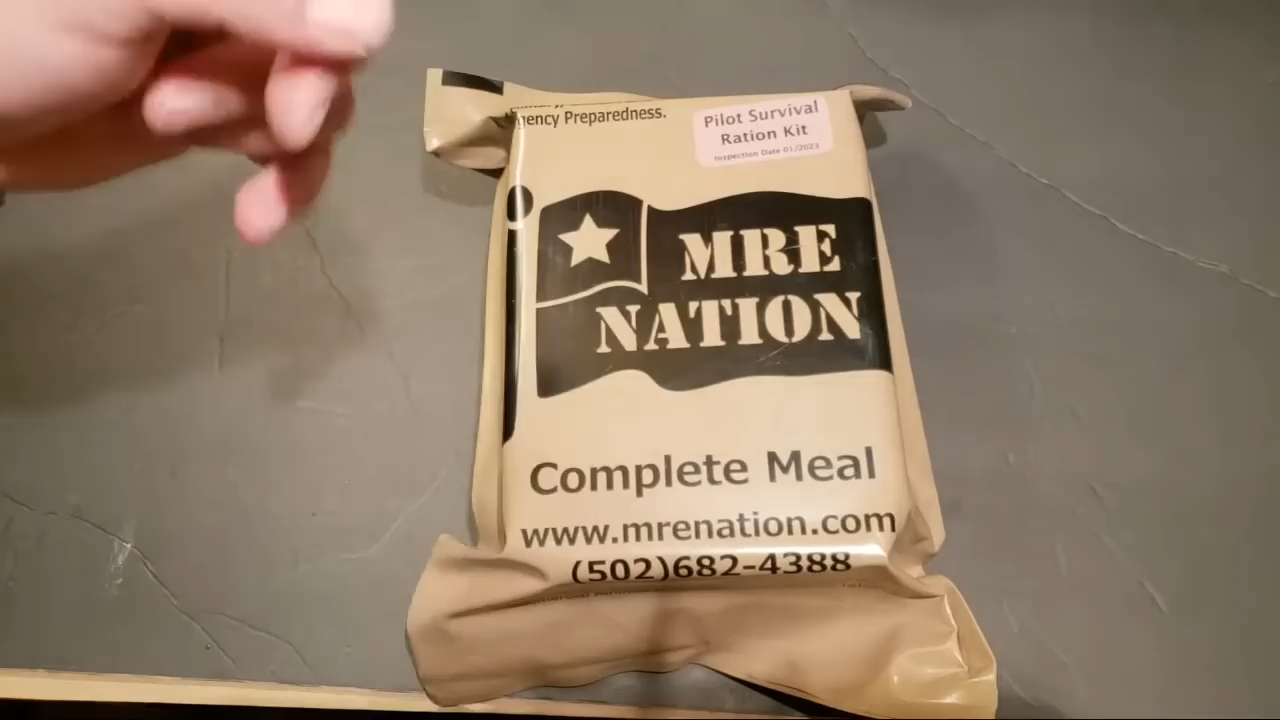 gency Preparedness.
Pilot Survival
Ration Kit
Inspection Date 01/2023
MRE
NATION
Complete Meal
www.mrenation.com
(502)682-4388